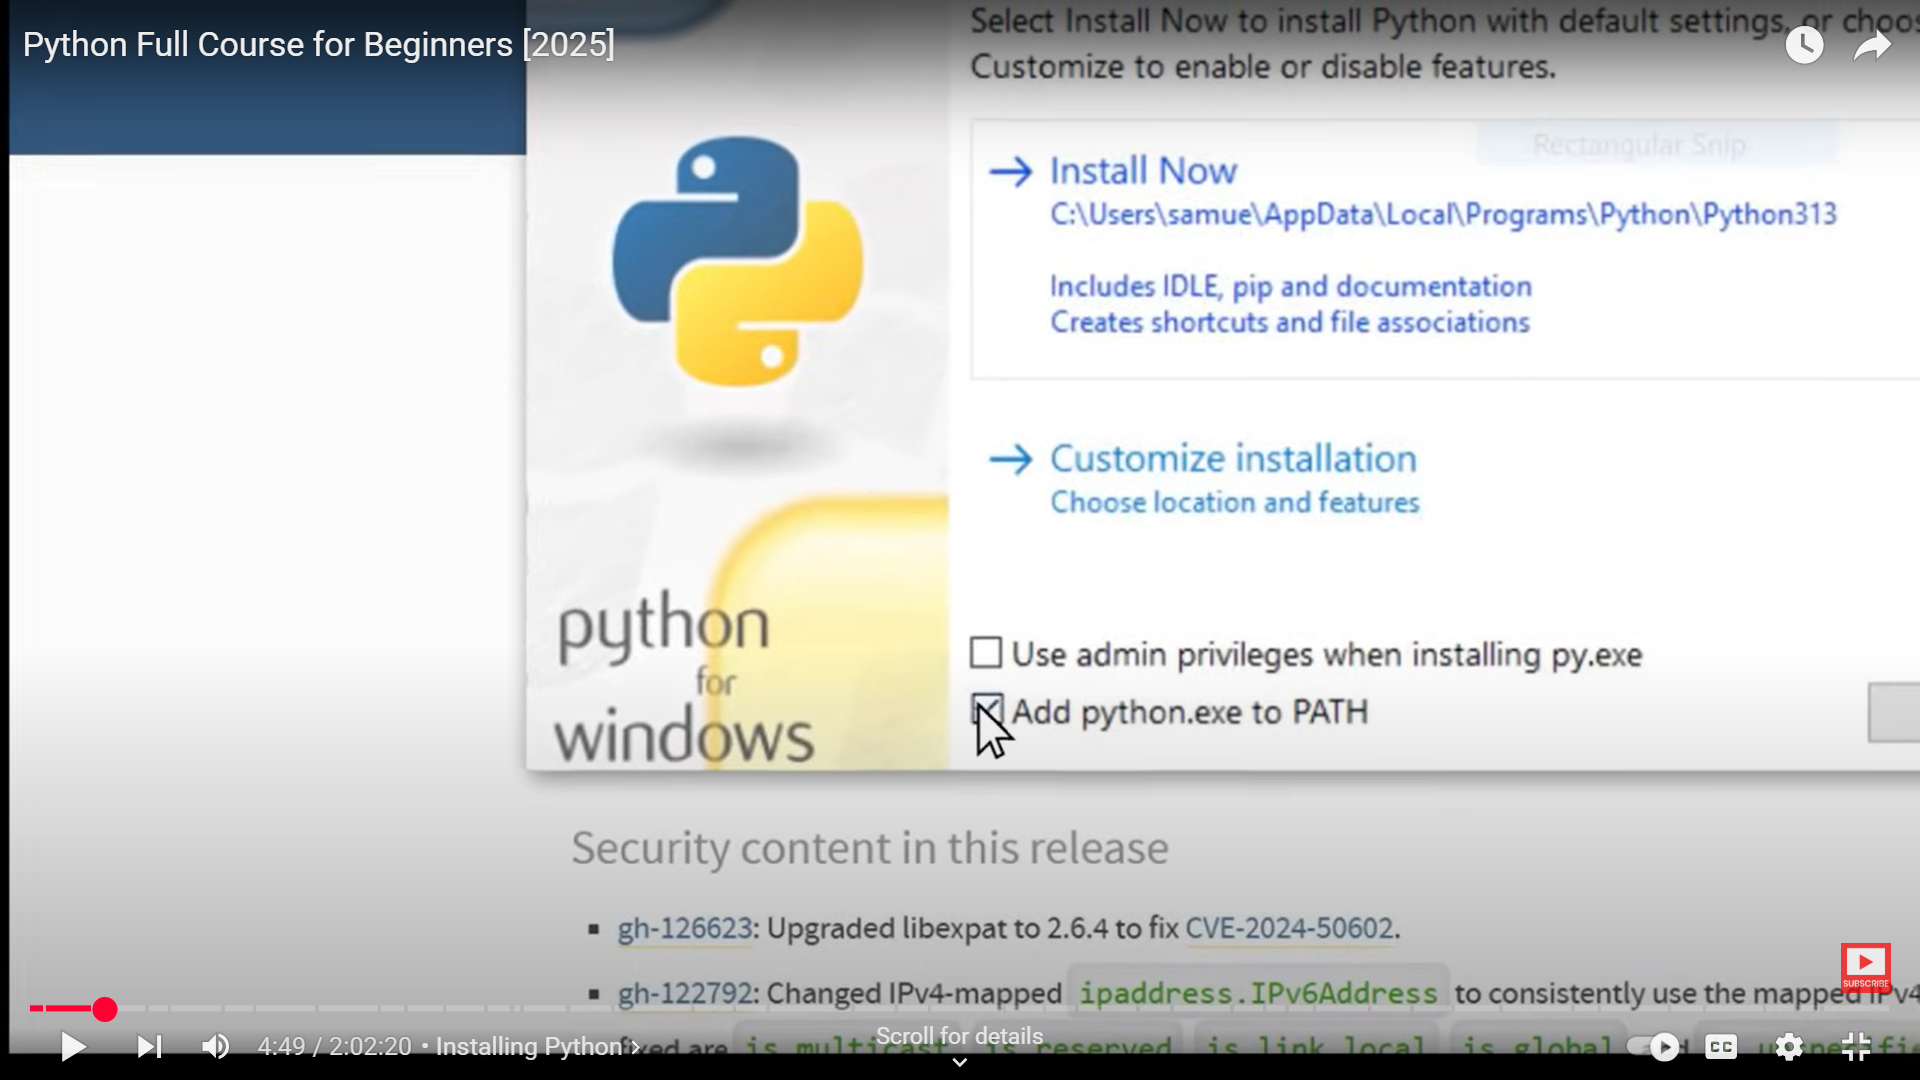 Python Full Course for Beginners [2025]
Select Install Now to install Python with default settings, or choos
Customize to enable or disable features.
Rectangular Snip
Install Now
C:\Users\samue\AppData\Local\Programs\Python\Python313
Includes IDLE, pip and documentation
Creates shortcuts and file associations
Customize installation
Choose location and features
python
for
windows
Use admin privileges when installing py.exe
Add python.exe to PATH
Security content in this release
gh-126623: Upgraded libexpat to 2.6.4 to fix CVE-2024-50602.
gh-122792: Changed IPv4-mapped ipaddress.IPv6Address to consistently use the mapped IPv4
SUBSCRIBE
Scroll for details
4:49 / 2:02:20 • Installing Python
fixed are is_multicast is_reserved is_link_local is_global
CC